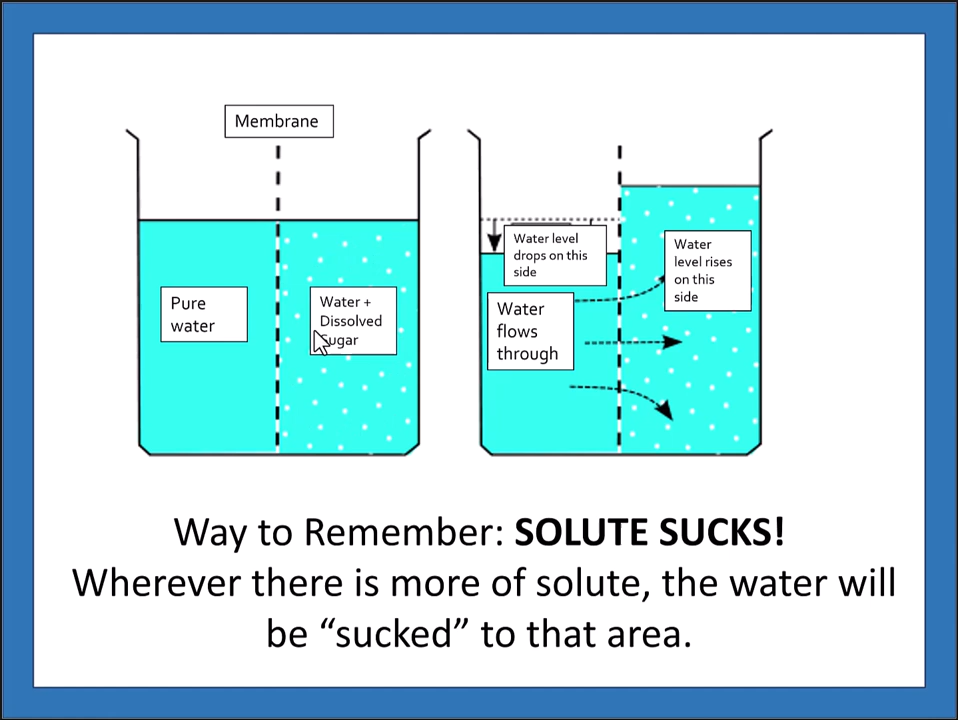 Membrane
Pure
water
Water +
Dissolved
Sugar
Water level
drops on this
side
Water
flows
through
Water
level rises
on this
side
Way to Remember: SOLUTE SUCKS!
Wherever there is more of solute, the water will
be “sucked” to that area.